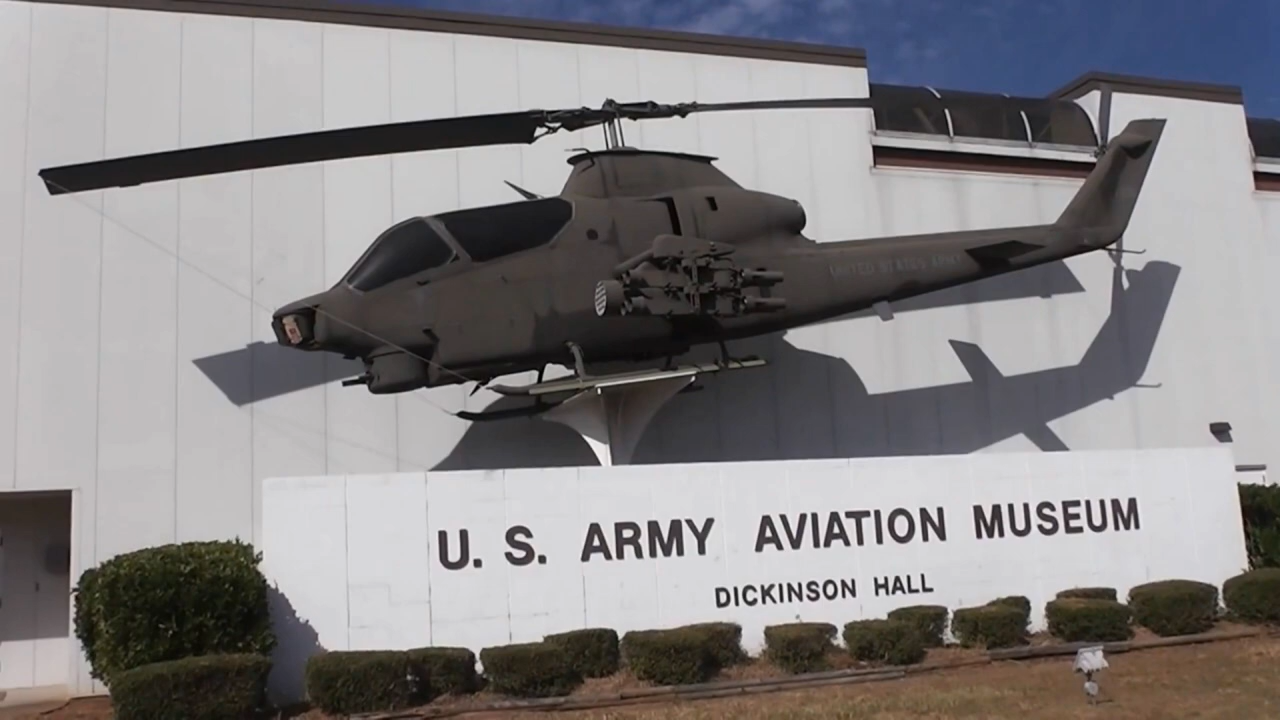 UNITED STATES ARMY
U. S. ARMY AVIATION MUSEUM
DICKINSON HALL